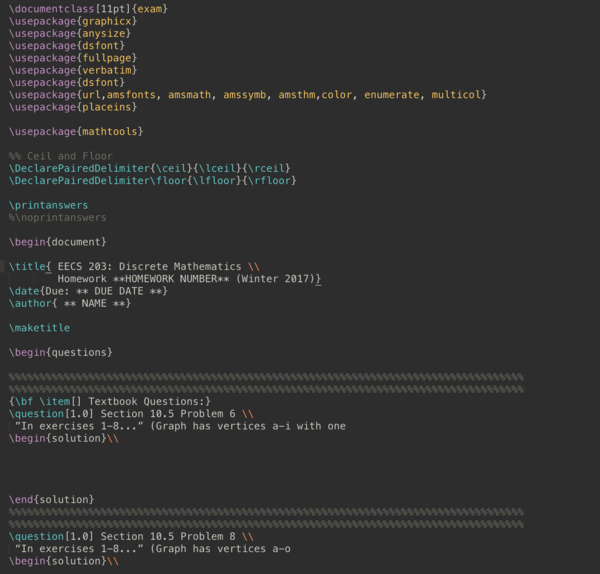 \documentclass[11pt]{exam}
\usepackage{graphicx}
\usepackage{anysize}
\usepackage{dsfont}
\usepackage{fullpage}
\usepackage{verbatim}
\usepackage{dsfont}
\usepackage{url,amsfonts, amsmath, amssymb, amsthm,color, enumerate, multicol}
\usepackage{placeins}
\usepackage{mathtools}
%% Ceil and Floor
\DeclarePairedDelimiter{\ceil}{\lceil}{\rceil}
\DeclarePairedDelimiter\floor{\lfloor}{\rfloor}
\printanswers
%\noprintanswers
\begin{document}
\title{ EECS 203: Discrete Mathematics \\
Homework **HOMEWORK NUMBER** (Winter 2017)}
\date{Due: ** DUE DATE **}
\author{ ** NAME **}
\maketitle
\begin{questions}
%%%%%%%%%%%%%%%%%%%%%%%%%%%%%%%%%%%%%%%%%%%%%%%%%%%%%%%%%%%%%%%%%%%%%%%%%%%%%%%%%%%%%%
%%%%%%%%%%%%%%%%%%%%%%%%%%%%%%%%%%%%%%%%%%%%%%%%%%%%%%%%%%%%%%%%%%%%%%%%%%%%%%%%%%%%%%
{\bf \item[] Textbook Questions:}
\question[1.0] Section 10.5 Problem 6 \\
“In exercises 1-8...” (Graph has vertices a-i with one
\begin{solution}\\
\end{solution}
%%%%%%%%%%%%%%%%%%%%%%%%%%%%%%%%%%%%%%%%%%%%%%%%%%%%%%%%%%%%%%%%%%%%%%%%%%%%%%%%%%%%%%
%%%%%%%%%%%%%%%%%%%%%%%%%%%%%%%%%%%%%%%%%%%%%%%%%%%%%%%%%%%%%%%%%%%%%%%%%%%%%%%%%%%%%%
\question[1.0] Section 10.5 Problem 8 \\
“In exercises 1-8...” (Graph has vertices a-o
\begin{solution}\\